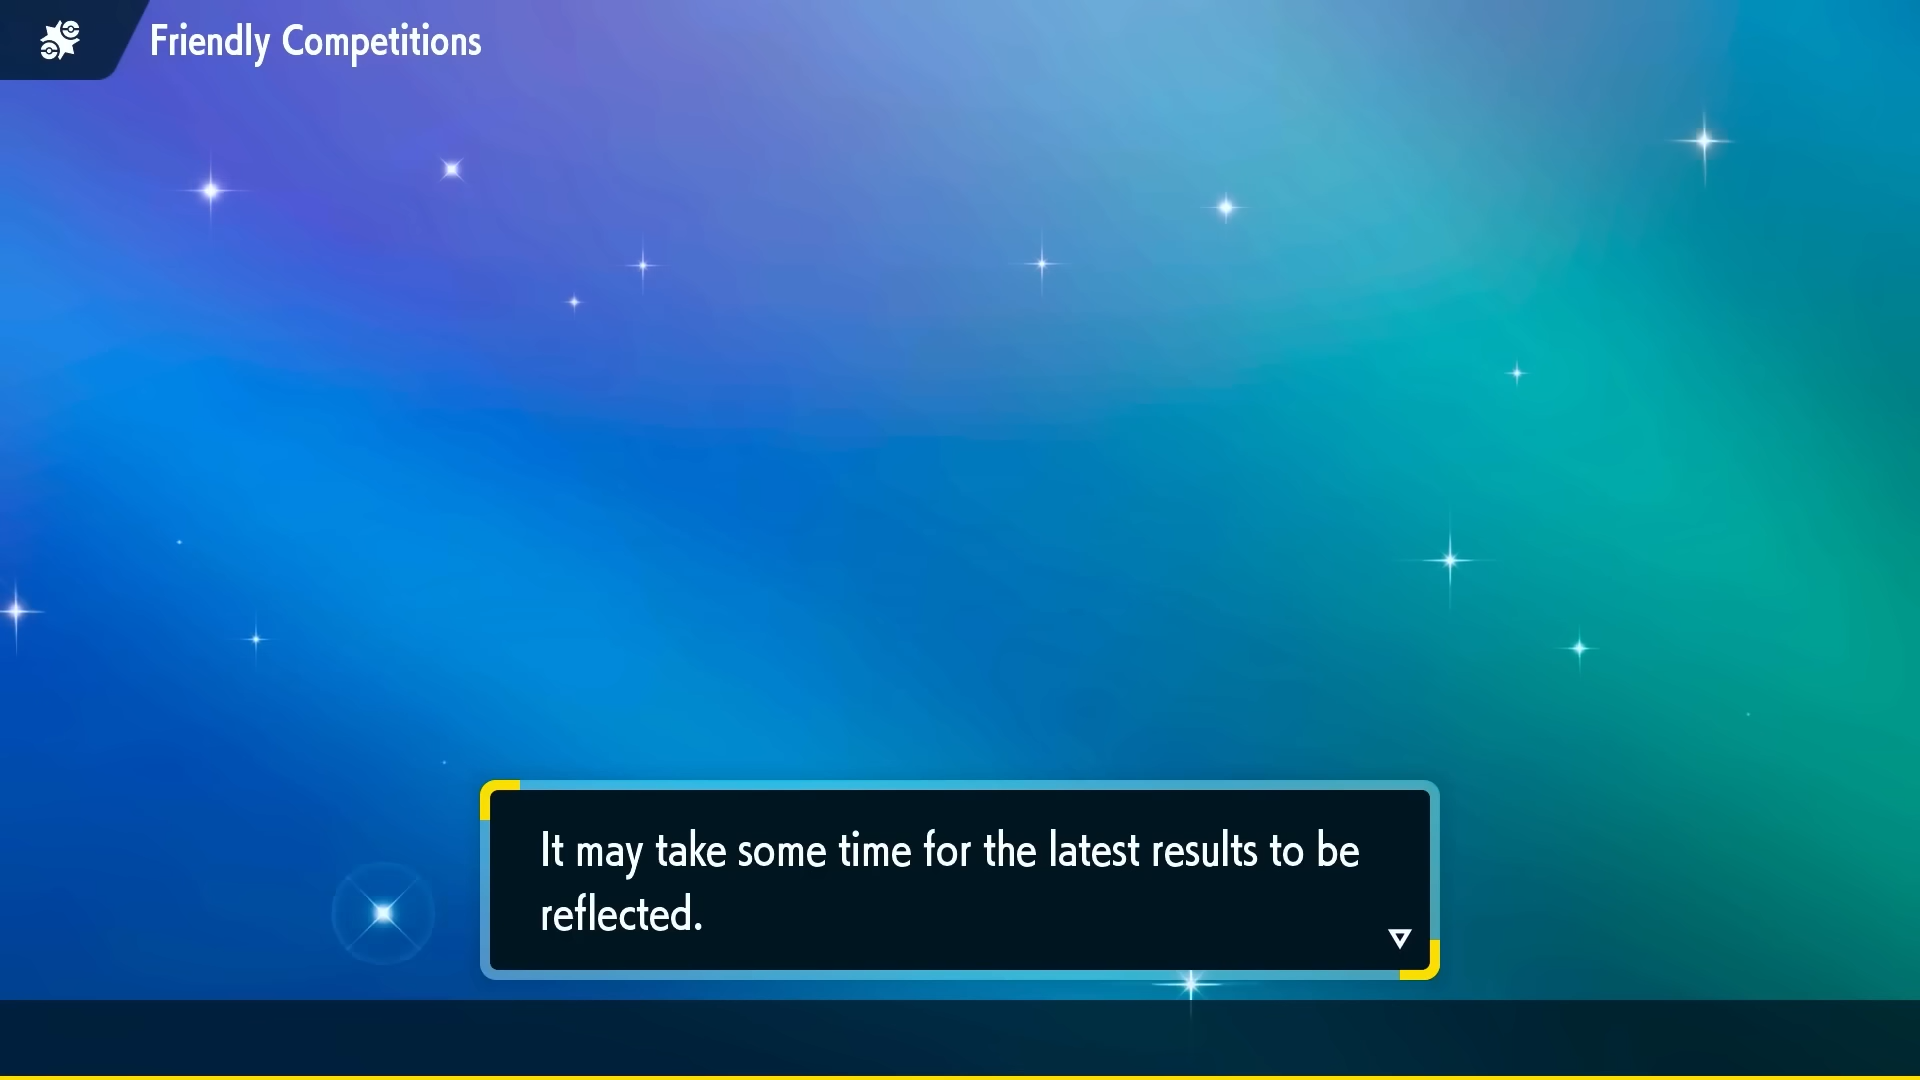 Friendly Competitions
It may take some time for the latest results to be
reflected.